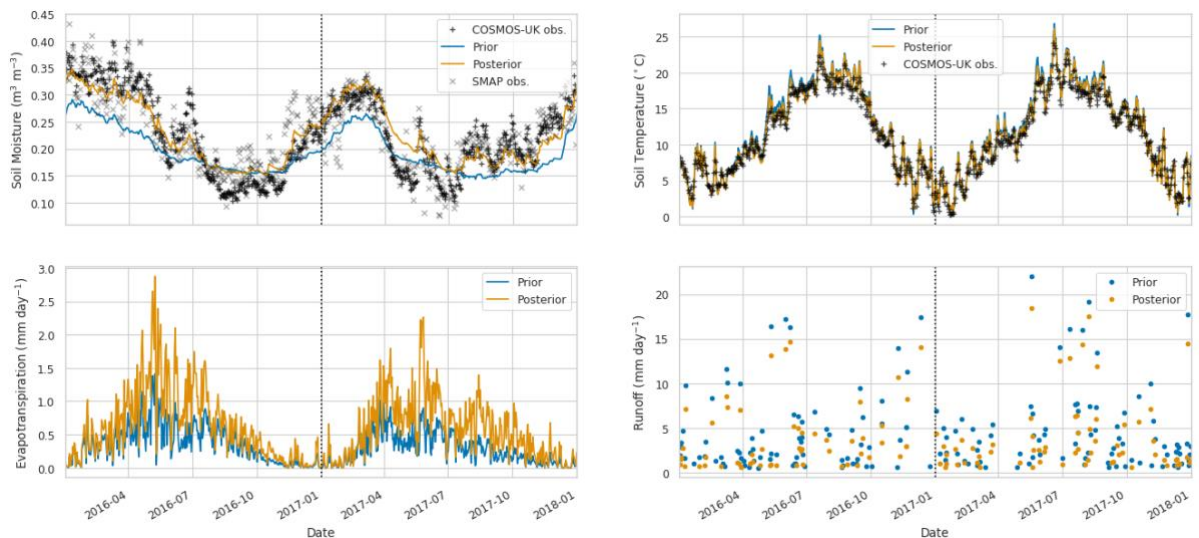 Soil Moisture (m³ m⁻³)
0.45
0.40
0.35
0.30
0.25
0.20
0.15
0.10
COSMOS-UK obs.
Prior
Posterior
SMAP obs.
Soil Temperature (°C)
25
20
15
10
5
0
Prior
Posterior
COSMOS-UK obs.
Evapotranspiration (mm day⁻¹)
3.0
2.5
2.0
1.5
1.0
0.5
0.0
Prior
Posterior
2016-04
2016-07
2016-10
2017-01
2017-04
2017-07
2017-10
2018-01
Date
Runoff (mm day⁻¹)
20
15
10
5
0
Prior
Posterior
2016-04
2016-07
2016-10
2017-01
2017-04
2017-07
2017-10
2018-01
Date